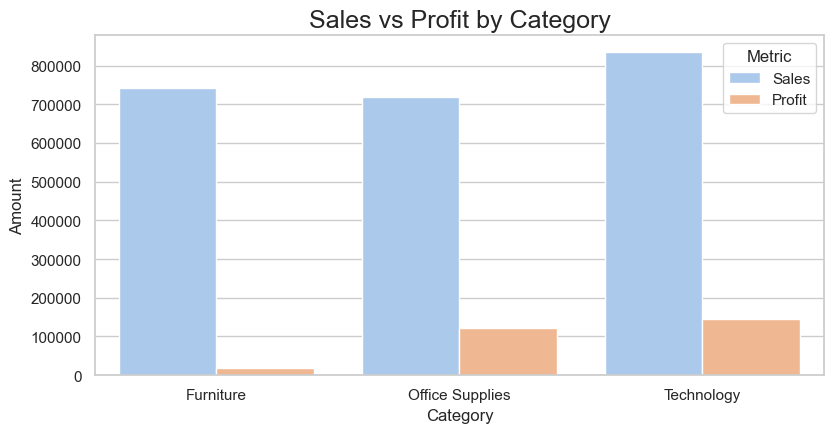 Sales vs Profit by Category
Metric
Sales
Profit
Amount
800000
700000
600000
500000
400000
300000
200000
100000
0
Furniture
Office Supplies
Technology
Category